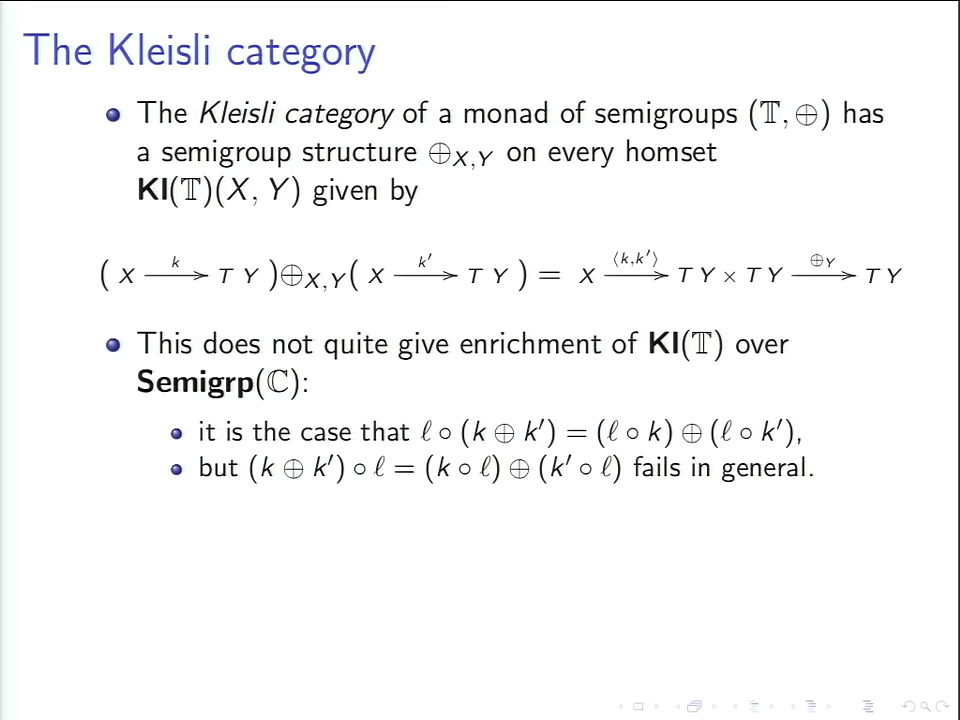 The Kleisli category
• The Kleisli category of a monad of semigroups (𝕋, ⊕) has
a semigroup structure ⊕_{X,Y} on every homset
Kl(𝕋)(X, Y) given by
( X —k→ T Y )⊕_{X,Y}( X —k′→ T Y ) = X —⟨k,k′⟩→ T Y × T Y —⊕_Y→ T Y
• This does not quite give enrichment of Kl(𝕋) over
Semigrp(ℂ):
• it is the case that ℓ ∘ (k ⊕ k′) = (ℓ ∘ k) ⊕ (ℓ ∘ k′),
• but (k ⊕ k′) ∘ ℓ = (k ∘ ℓ) ⊕ (k′ ∘ ℓ) fails in general.